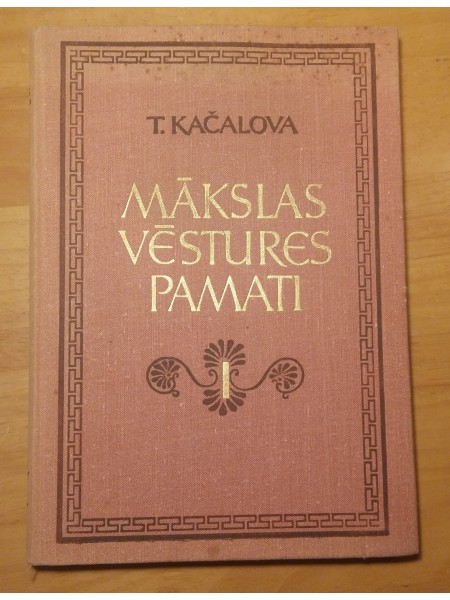 T. KAČALOVA
MĀKSLAS
VĒSTURES
PAMATI
I